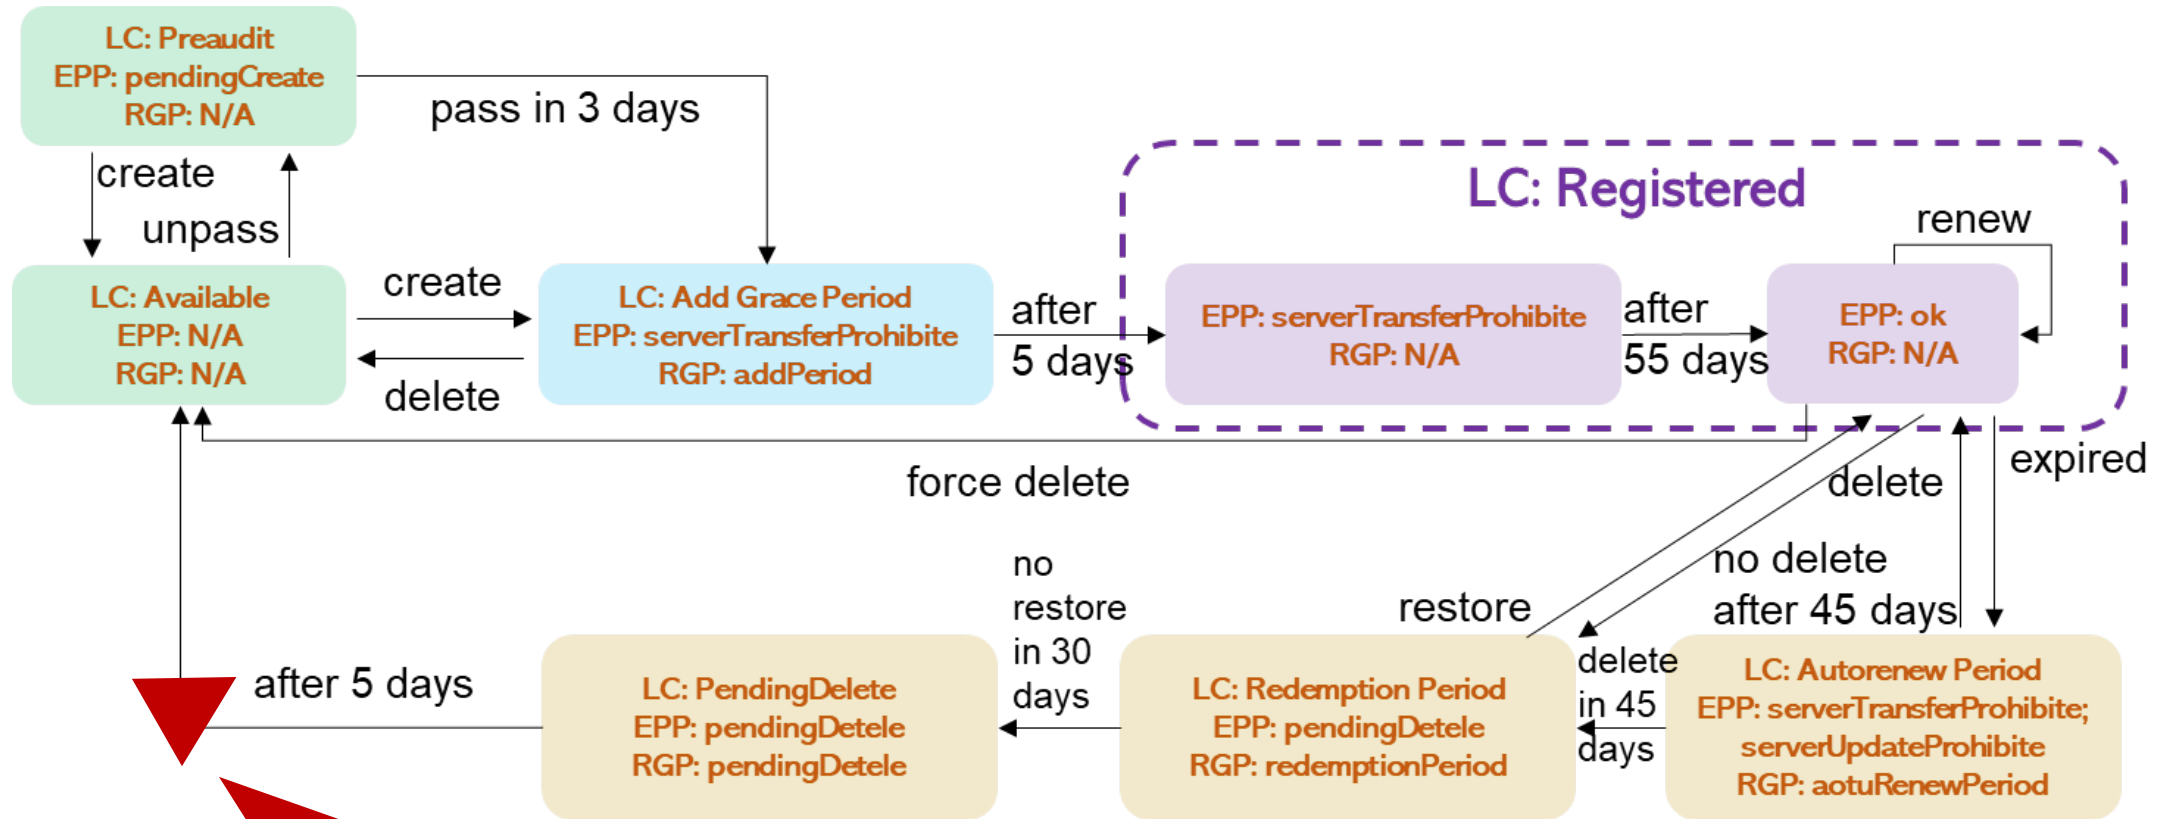 LC: Preaudit
EPP: pendingCreate
RGP: N/A
pass in 3 days
create
unpass
LC: Registered
renew
LC: Available
EPP: N/A
RGP: N/A
create
delete
LC: Add Grace Period
EPP: serverTransferProhibite
RGP: addPeriod
after
5 days
EPP: serverTransferProhibite
RGP: N/A
after
55 days
EPP: ok
RGP: N/A
force delete
delete
expired
no delete
after 45 days
restore
no
restore
in 30
days
after 5 days
LC: PendingDelete
EPP: pendingDetele
RGP: pendingDetele
LC: Redemption Period
EPP: pendingDetele
RGP: redemptionPeriod
delete
in 45
days
LC: Autorenew Period
EPP: serverTransferProhibite;
serverUpdateProhibite
RGP: aotuRenewPeriod